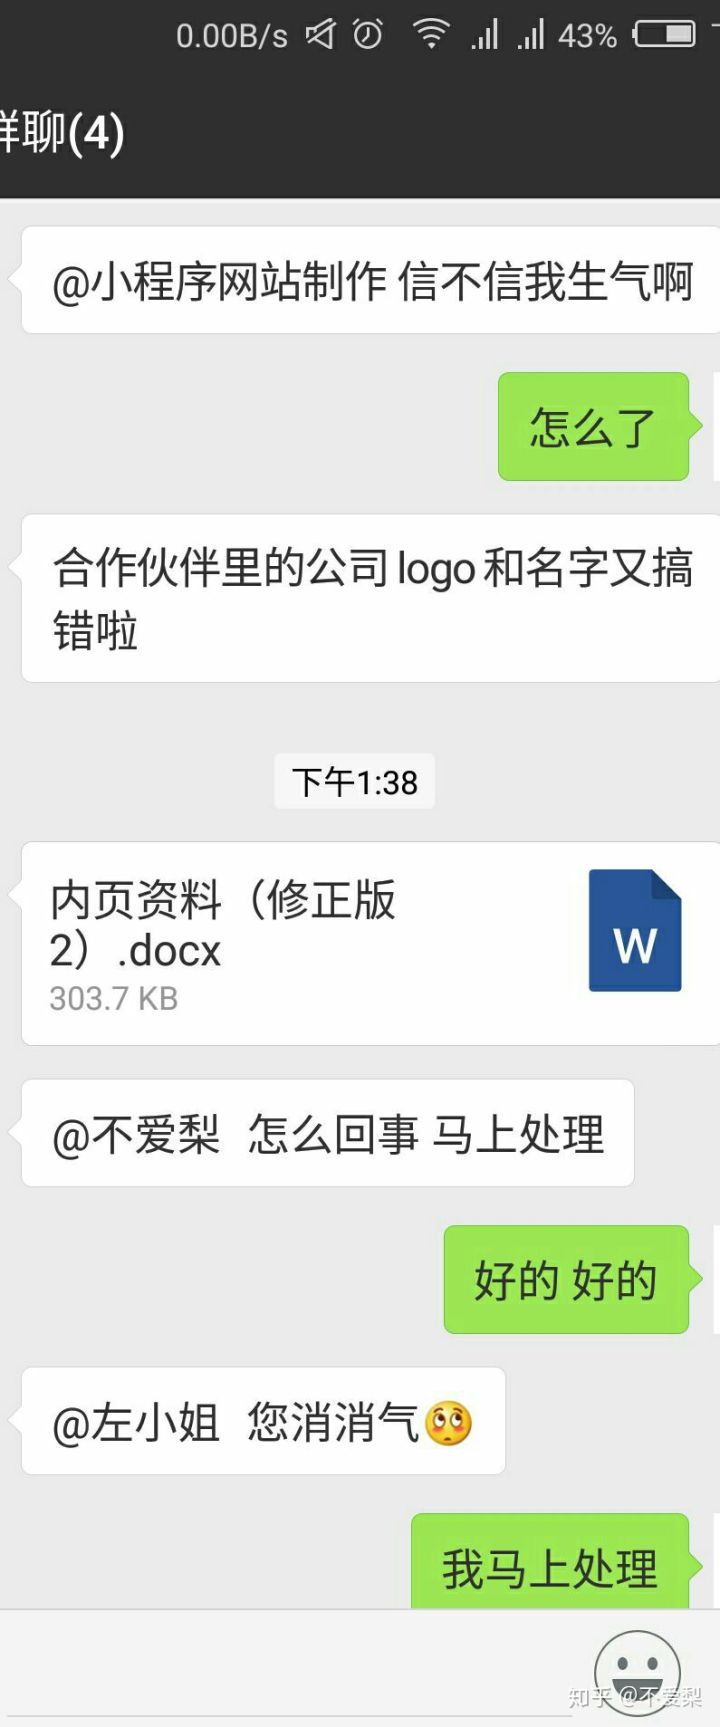 0.00B/s 43%
群聊(4)
@小程序网站制作 信不信我生气啊
怎么了
合作伙伴里的公司logo和名字又搞
错啦
下午1:38
内页资料（修正版
2）.docx
W
303.7 KB
@不爱梨 怎么回事 马上处理
好的 好的
@左小姐 您消消气🙄
我马上处理
知乎 @不爱梨